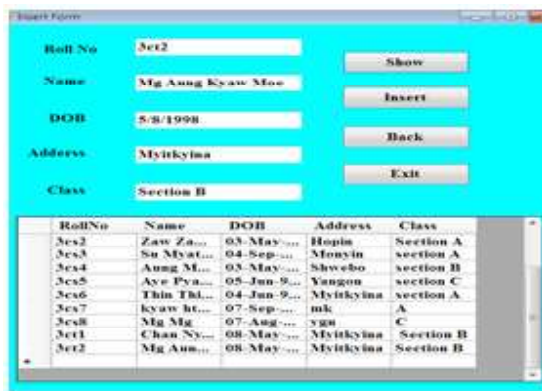 Insert Form
Roll No 3ct2
Show
Name Mg Aung Kyaw Moe
Insert
DOB 5/8/1998
Back
Adderss Myitkyina
Exit
Class Section B
RollNo Name DOB Address Class
3cs2 Zaw Za... 03-May-... Hopin Section A
3cs3 Su Myat... 04-Sep-... Monyin section A
3cs4 Aung M... 03-May-... Shwebo section B
3cs5 Aye Pya... 05-Jun-9... Yangon section C
3cs6 Thin Thi... 04-Jun-9... Myitkyina section A
3cs7 kyaw ht... 07-Sep-... mk A
3cs8 Mg Mg 07-Aug-... ygn C
3ct1 Chan Ny... 08-May-... Myitkyina Section B
3ct2 Mg Aun... 08-May-... Myitkyina Section B